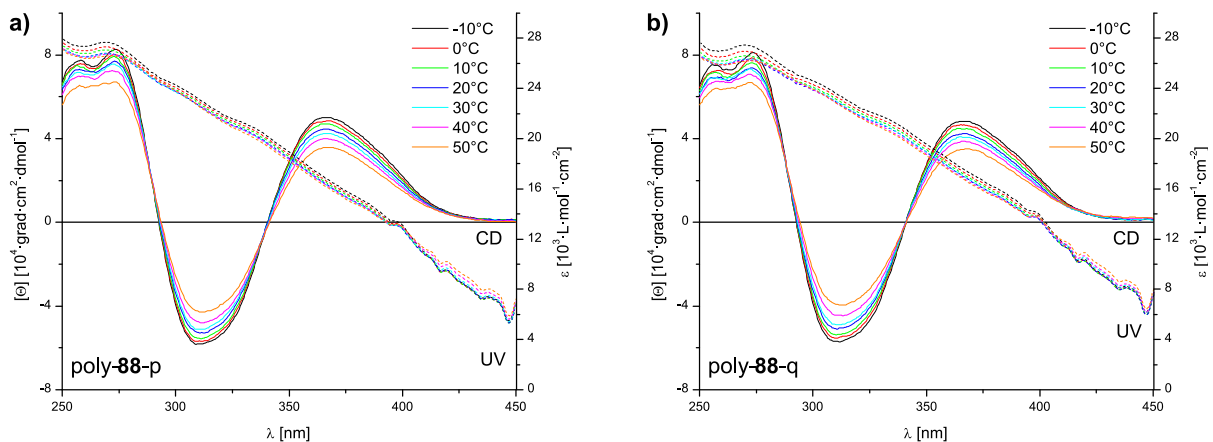 a)
-10°C
0°C
10°C
20°C
30°C
40°C
50°C
8
4
0
-4
-8
28
24
20
16
12
8
4
0
[Θ] [10⁴·grad·cm²·dmol⁻¹]
ε [10³·L·mol⁻¹·cm⁻²]
CD
UV
poly-88-p
250 300 350 400 450
λ [nm]
b)
-10°C
0°C
10°C
20°C
30°C
40°C
50°C
8
4
0
-4
-8
28
24
20
16
12
8
4
0
[Θ] [10⁴·grad·cm²·dmol⁻¹]
ε [10³·L·mol⁻¹·cm⁻²]
CD
UV
poly-88-q
250 300 350 400 450
λ [nm]